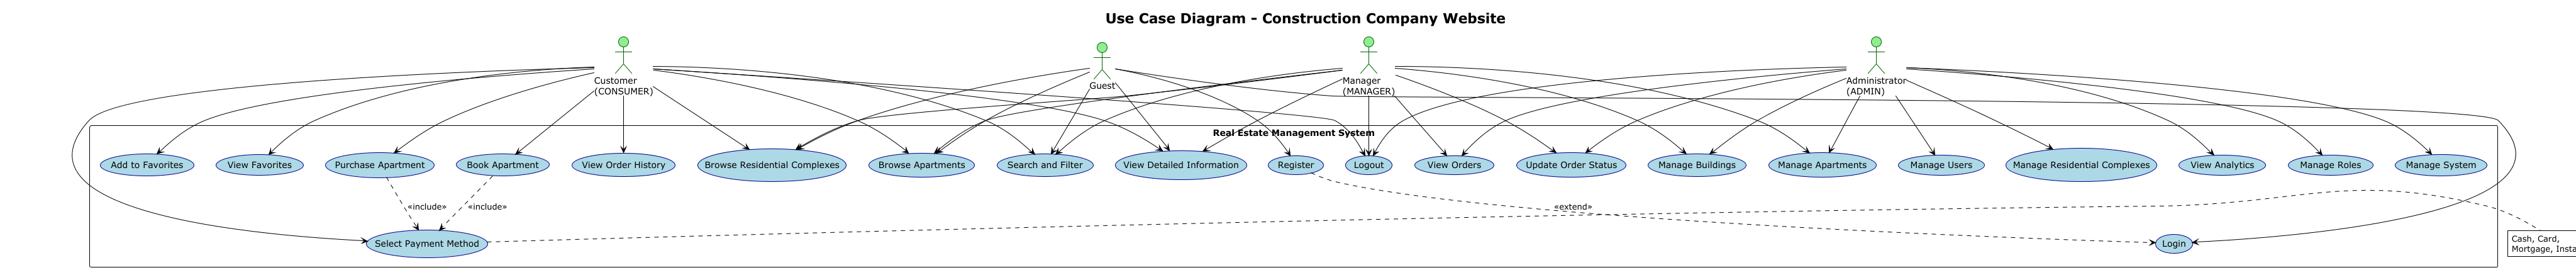 Use Case Diagram - Construction Company Website
Customer
(CONSUMER)
Guest
Manager
(MANAGER)
Administrator
(ADMIN)
Real Estate Management System
Add to Favorites
View Favorites
Purchase Apartment
Book Apartment
View Order History
Browse Residential Complexes
Browse Apartments
Search and Filter
View Detailed Information
Register
Logout
View Orders
Update Order Status
Manage Buildings
Manage Apartments
Manage Users
Manage Residential Complexes
View Analytics
Manage Roles
Manage System
«include»
«include»
«extend»
Select Payment Method
Login
Cash, Card,
Mortgage, Insta